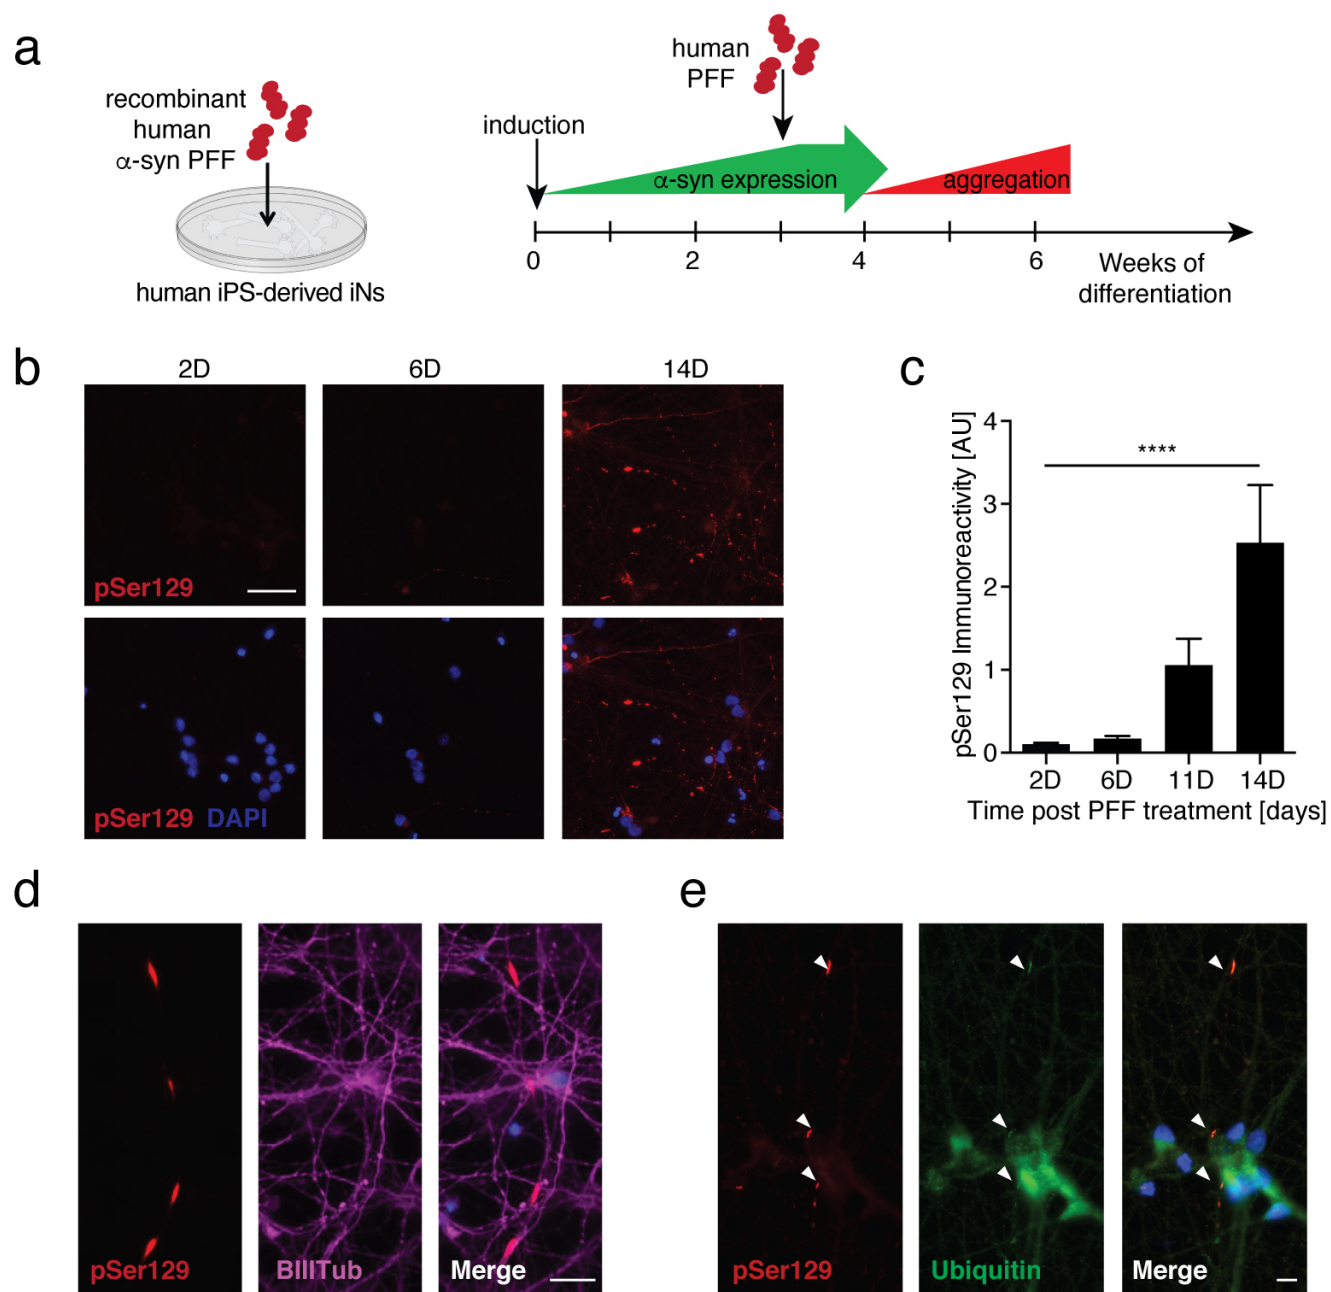 a
recombinant
human
α-syn PFF
human iPS-derived iNs
human
PFF
induction
α-syn expression
aggregation
0
2
4
6
Weeks of
differentiation
b
2D
6D
14D
pSer129
pSer129 DAPI
c
pSer129 Immunoreactivity [AU]
****
4
3
2
1
0
2D
6D
11D
14D
Time post PFF treatment [days]
d
pSer129
BIIITub
Merge
e
pSer129
Ubiquitin
Merge